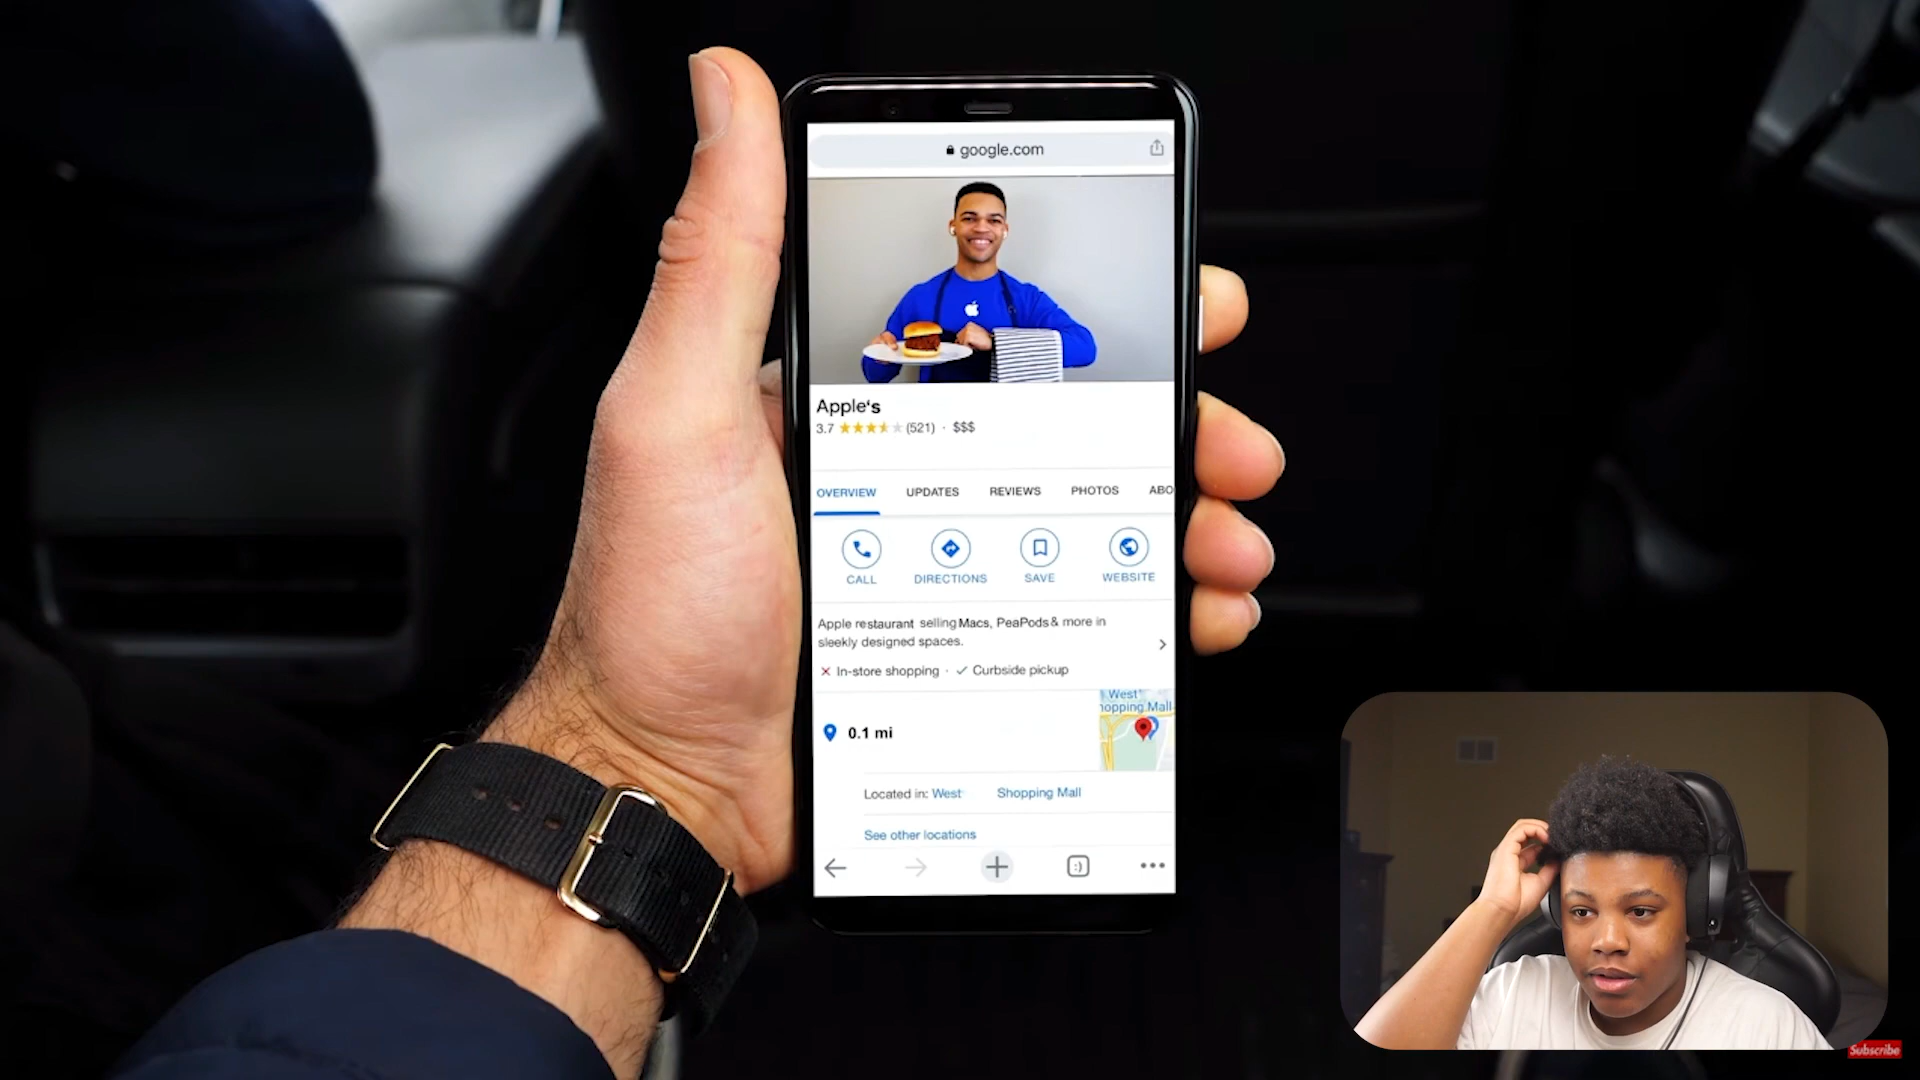 google.com
Apple's
3.7 (521) · $$$
OVERVIEW UPDATES REVIEWS PHOTOS ABO
CALL DIRECTIONS SAVE WEBSITE
Apple restaurant selling Macs, PeaPods & more in
sleekly designed spaces.
In-store shopping · Curbside pickup
West
hopping Mall
0.1 mi
Located in: West Shopping Mall
See other locations
:)
Subscribe